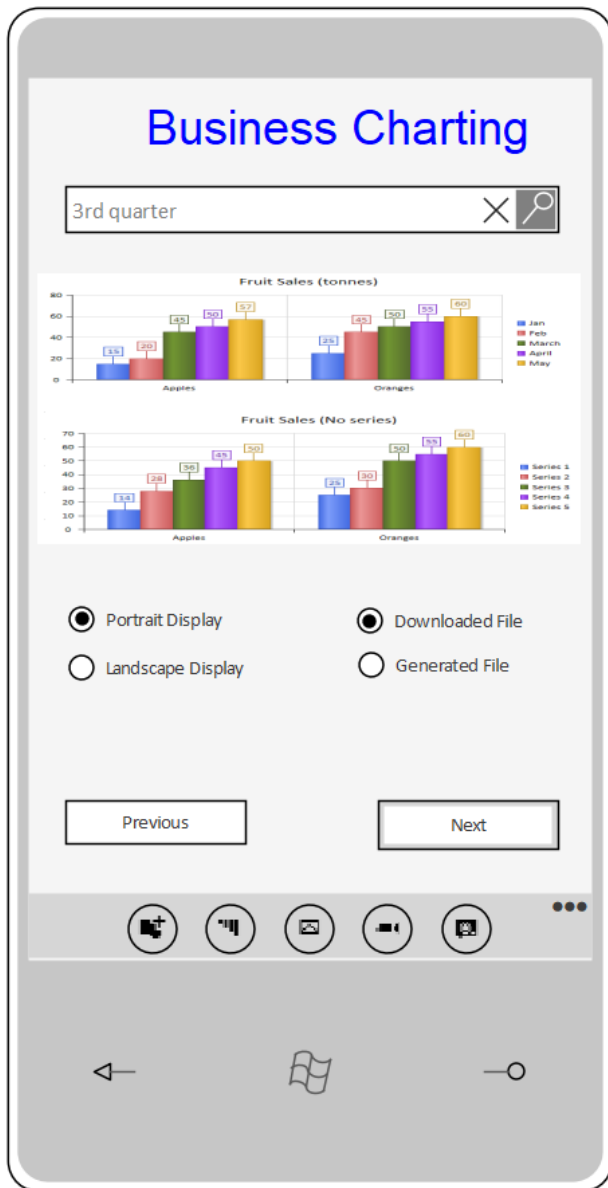 Business Charting
3rd quarter
Fruit Sales (tonnes)
80
60
40
20
0
15
20
45
50
57
25
45
50
55
60
Apples
Oranges
Jan
Feb
March
April
May
Fruit Sales (No series)
70
60
50
40
30
20
10
0
14
28
36
45
50
25
30
50
55
60
Apples
Oranges
Series 1
Series 2
Series 3
Series 4
Series 5
Portrait Display
Downloaded File
Landscape Display
Generated File
Previous
Next